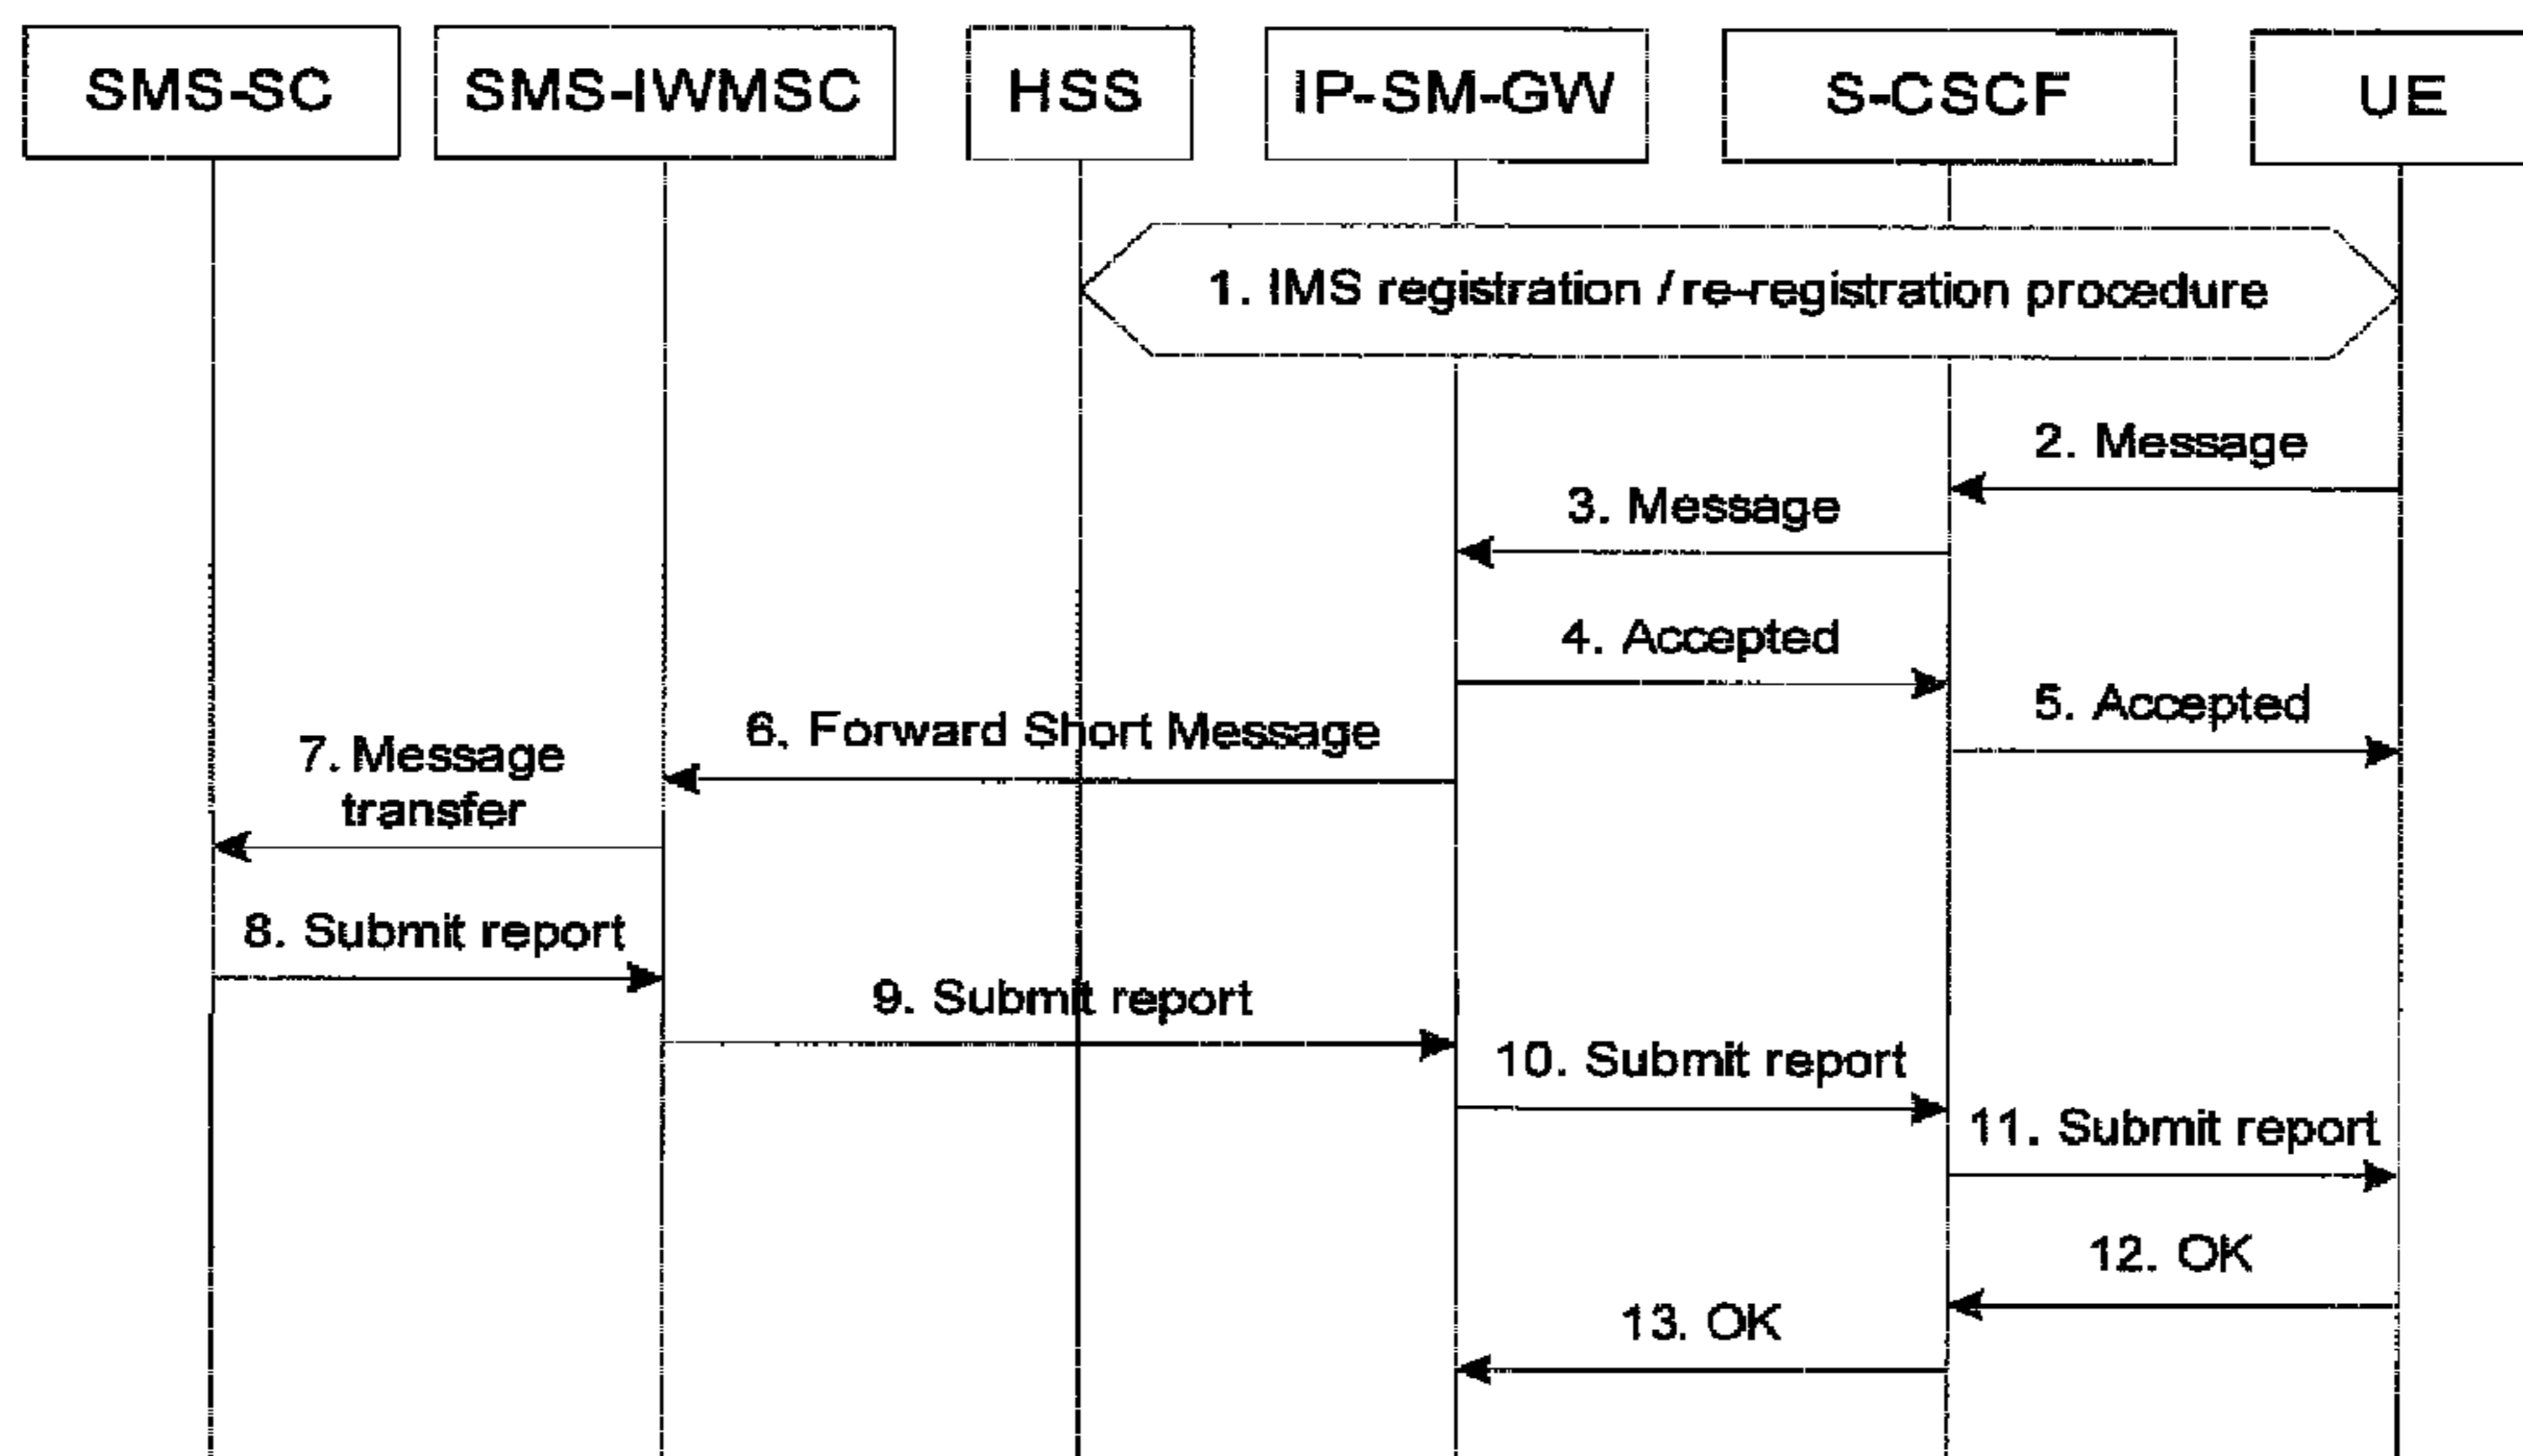 SMS-SC
SMS-IWMSC
HSS
IP-SM-GW
S-CSCF
UE
1. IMS registration / re-registration procedure
2. Message
3. Message
4. Accepted
5. Accepted
6. Forward Short Message
7. Message
transfer
8. Submit report
9. Submit report
10. Submit report
11. Submit report
12. OK
13. OK